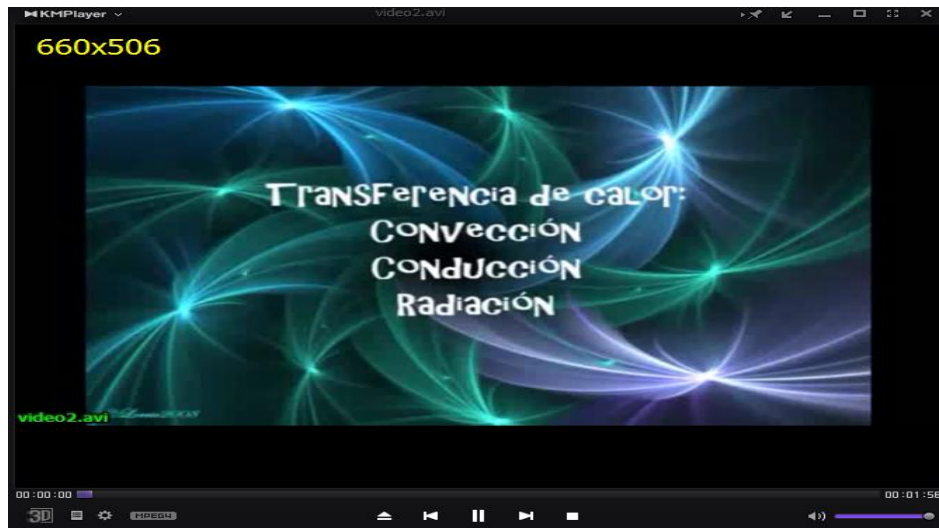 KMPlayer
video2.avi
660x506
Transferencia de calor:
Convección
Conducción
Radiación
video2.avi
00:00:00
00:01:56
3D
MPEG4